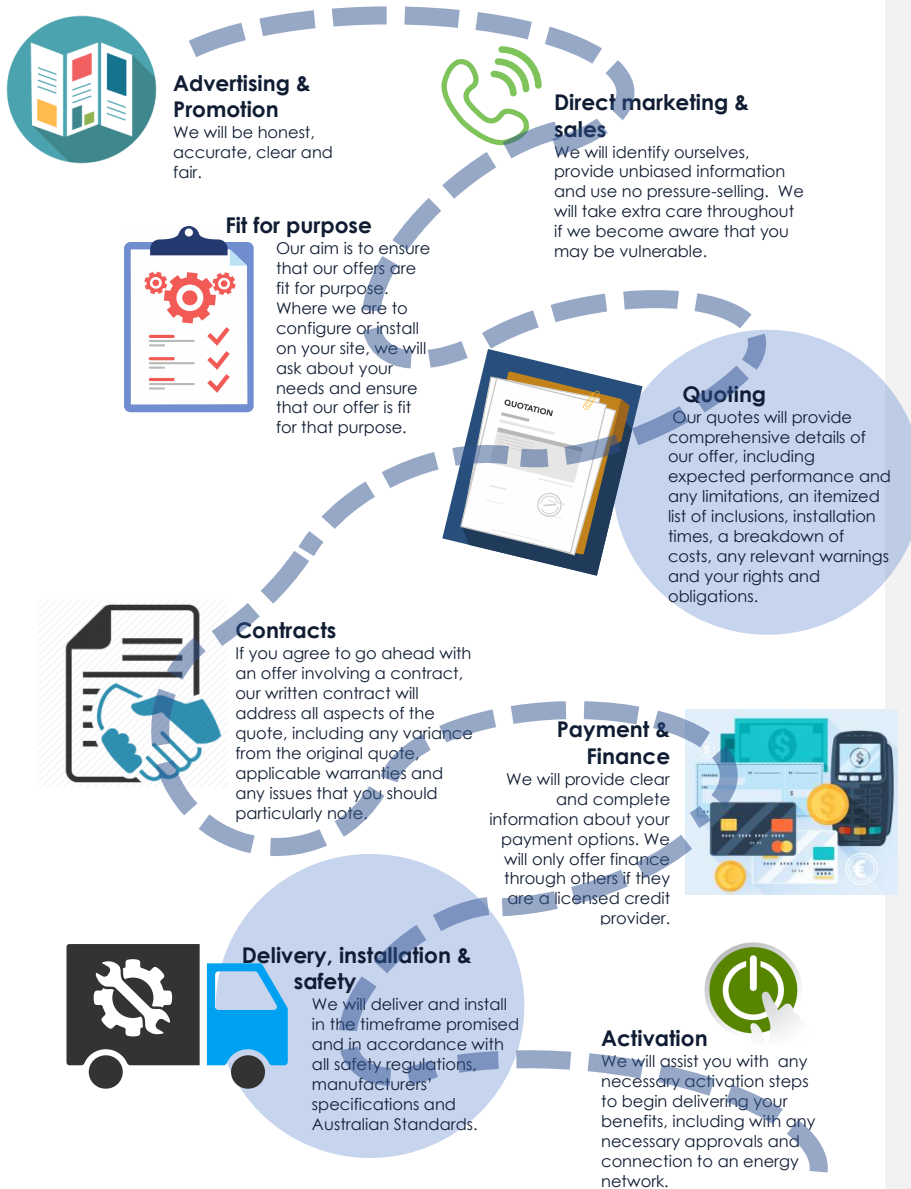 Advertising &
Promotion
We will be honest,
accurate, clear and
fair.
Direct marketing &
sales
We will identify ourselves,
provide unbiased information
and use no pressure-selling.  We
will take extra care throughout
if we become aware that you
may be vulnerable.
Fit for purpose
Our aim is to ensure
that our offers are
fit for purpose.
Where we are to
configure or install
on your site, we will
ask about your
needs and ensure
that our offer is fit
for that purpose.
QUOTATION
Quoting
Our quotes will provide
comprehensive details of
our offer, including
expected performance and
any limitations, an itemized
list of inclusions, installation
times, a breakdown of
costs, any relevant warnings
and your rights and
obligations.
Contracts
If you agree to go ahead with
an offer involving a contract,
our written contract will
address all aspects of the
quote, including any variance
from the original quote,
applicable warranties and
any issues that you should
particularly note.
Payment &
Finance
We will provide clear
and complete
information about your
payment options. We
will only offer finance
through others if they
are a licensed credit
provider.
Delivery, installation &
safety
We will deliver and install
in the timeframe promised
and in accordance with
all safety regulations,
manufacturers'
specifications and
Australian Standards.
Activation
We will assist you with  any
necessary activation steps
to begin delivering your
benefits, including with any
necessary approvals and
connection to an energy
network.